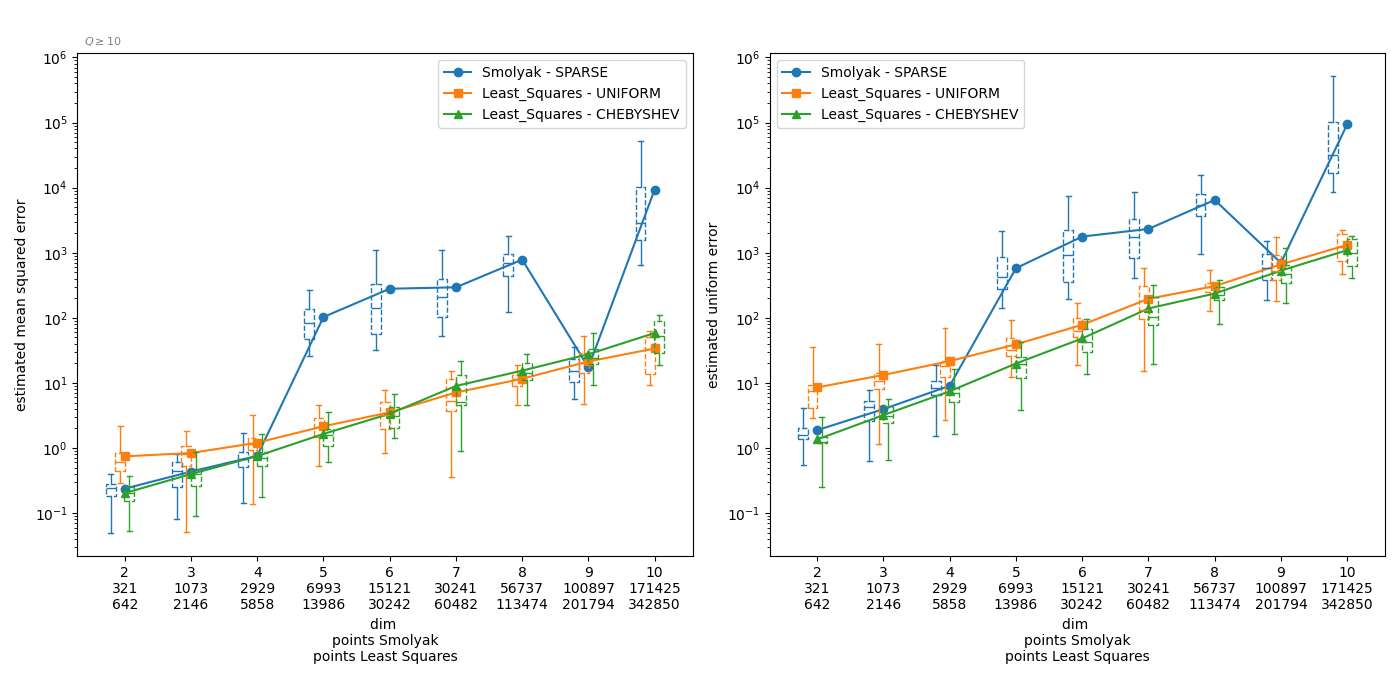 Q ≥ 10
estimated mean squared error
10^6
10^5
10^4
10^3
10^2
10^1
10^0
10^-1
Smolyak - SPARSE
Least_Squares - UNIFORM
Least_Squares - CHEBYSHEV
2 3 4 5 6 7 8 9 10
321 1073 2929 6993 15121 30241 56737 100897 171425
642 2146 5858 13986 30242 60482 113474 201794 342850
dim
points Smolyak
points Least Squares
estimated uniform error
10^6
10^5
10^4
10^3
10^2
10^1
10^0
10^-1
Smolyak - SPARSE
Least_Squares - UNIFORM
Least_Squares - CHEBYSHEV
2 3 4 5 6 7 8 9 10
321 1073 2929 6993 15121 30241 56737 100897 171425
642 2146 5858 13986 30242 60482 113474 201794 342850
dim
points Smolyak
points Least Squares